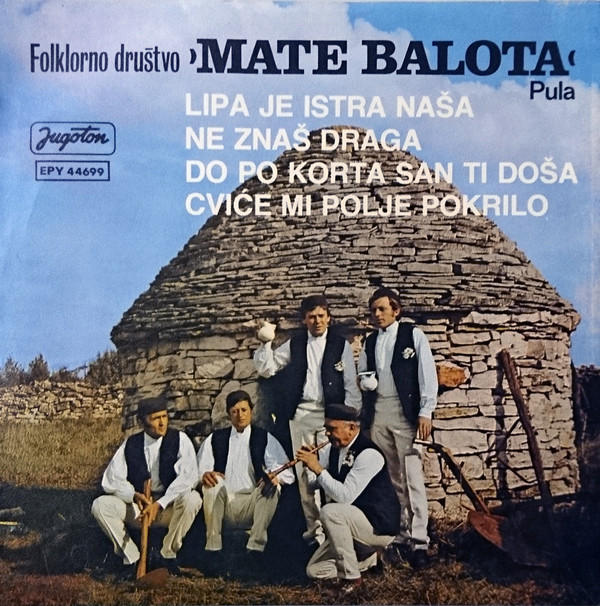 Folklorno društvo ›MATE BALOTA‹
Pula
LIPA JE ISTRA NAŠA
NE ZNAŠ DRAGA
DO PO KORTA SAN TI DOŠA
CVIĆE MI POLJE POKRILO
Jugoton
EPY 44699